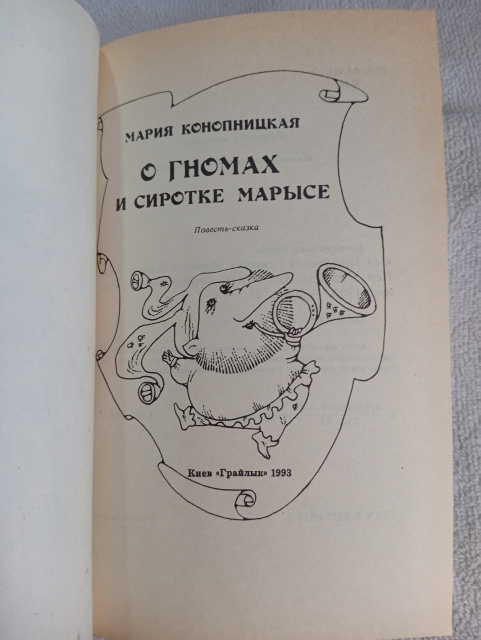 МАРИЯ КОНОПНИЦКАЯ
О ГНОМАХ
И СИРОТКЕ МАРЫСЕ
Повесть-сказка
Киев «Грайлык» 1993